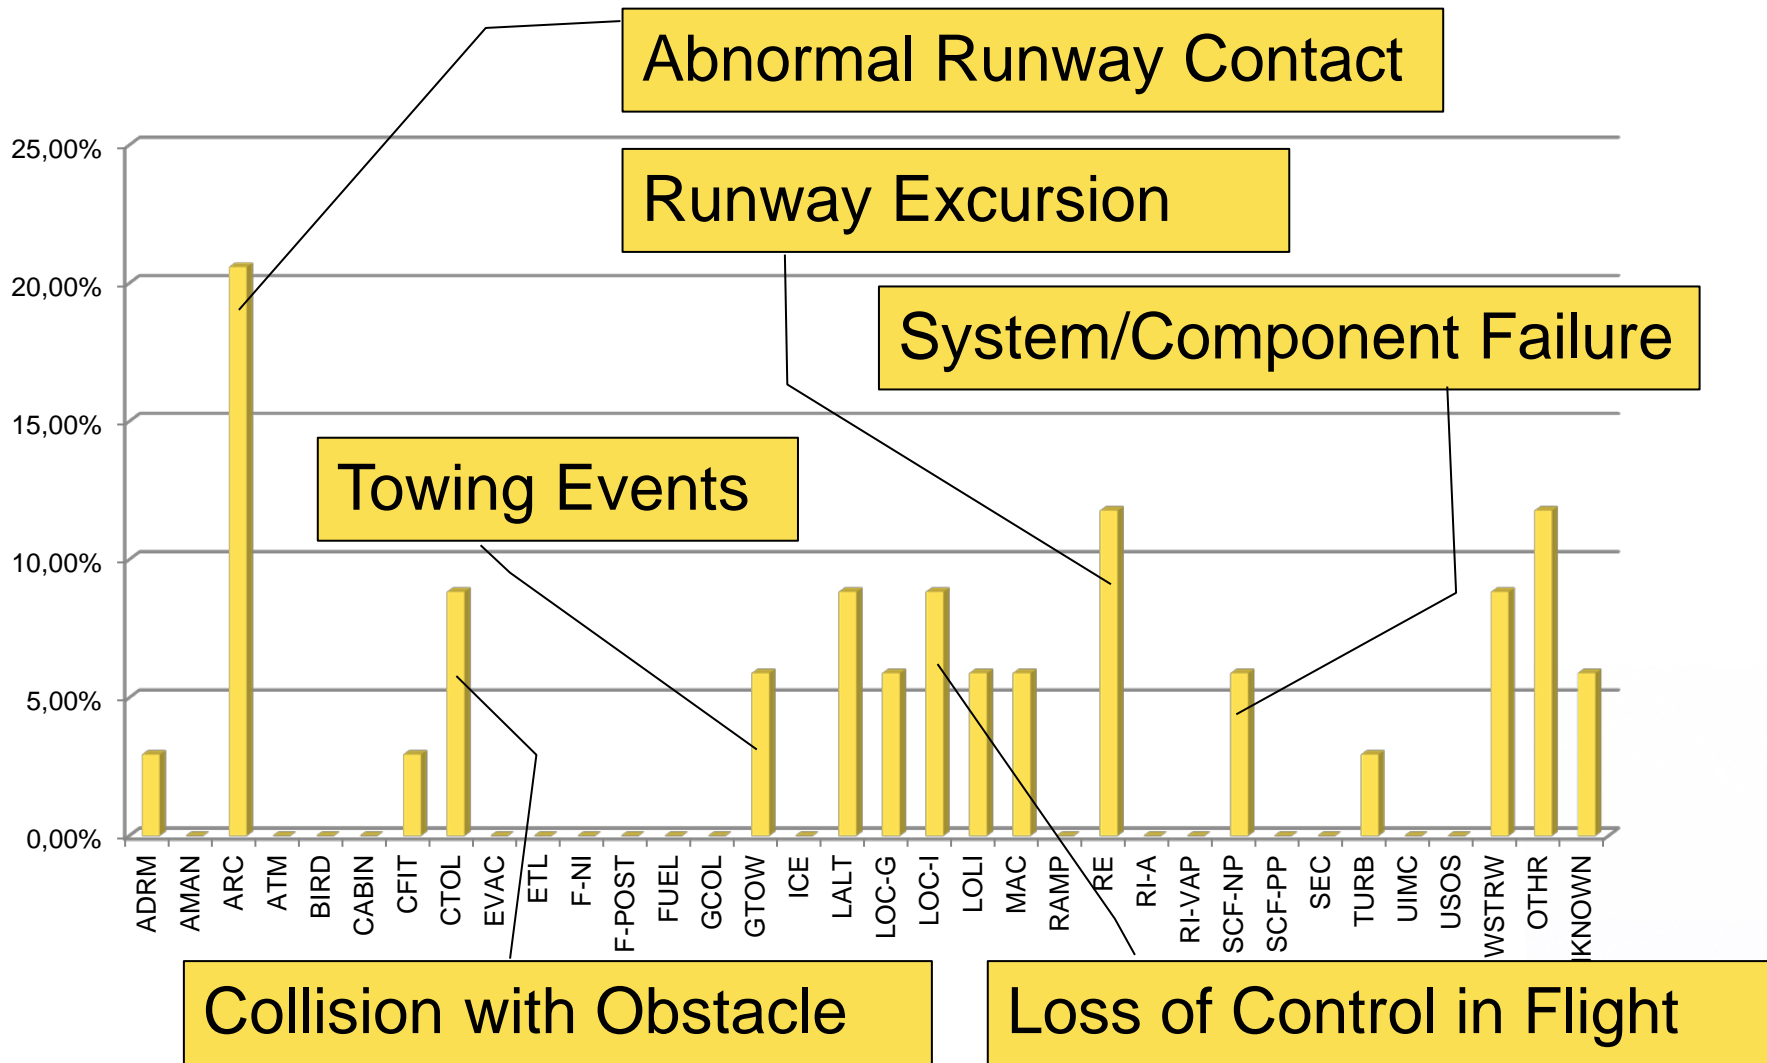 Abnormal Runway Contact
Runway Excursion
System/Component Failure
Towing Events
25,00%
20,00%
15,00%
10,00%
5,00%
0,00%
ADRM
AMAN
ARC
ATM
BIRD
CABIN
CFIT
CTOL
EVAC
ETL
F-NI
F-POST
FUEL
GCOL
GTOW
ICE
LALT
LOC-G
LOC-I
LOLI
MAC
RAMP
RE
RI-A
RI-VAP
SCF-NP
SCF-PP
SEC
TURB
UIMC
USOS
WSTRW
OTHR
KNOWN
Collision with Obstacle
Loss of Control in Flight